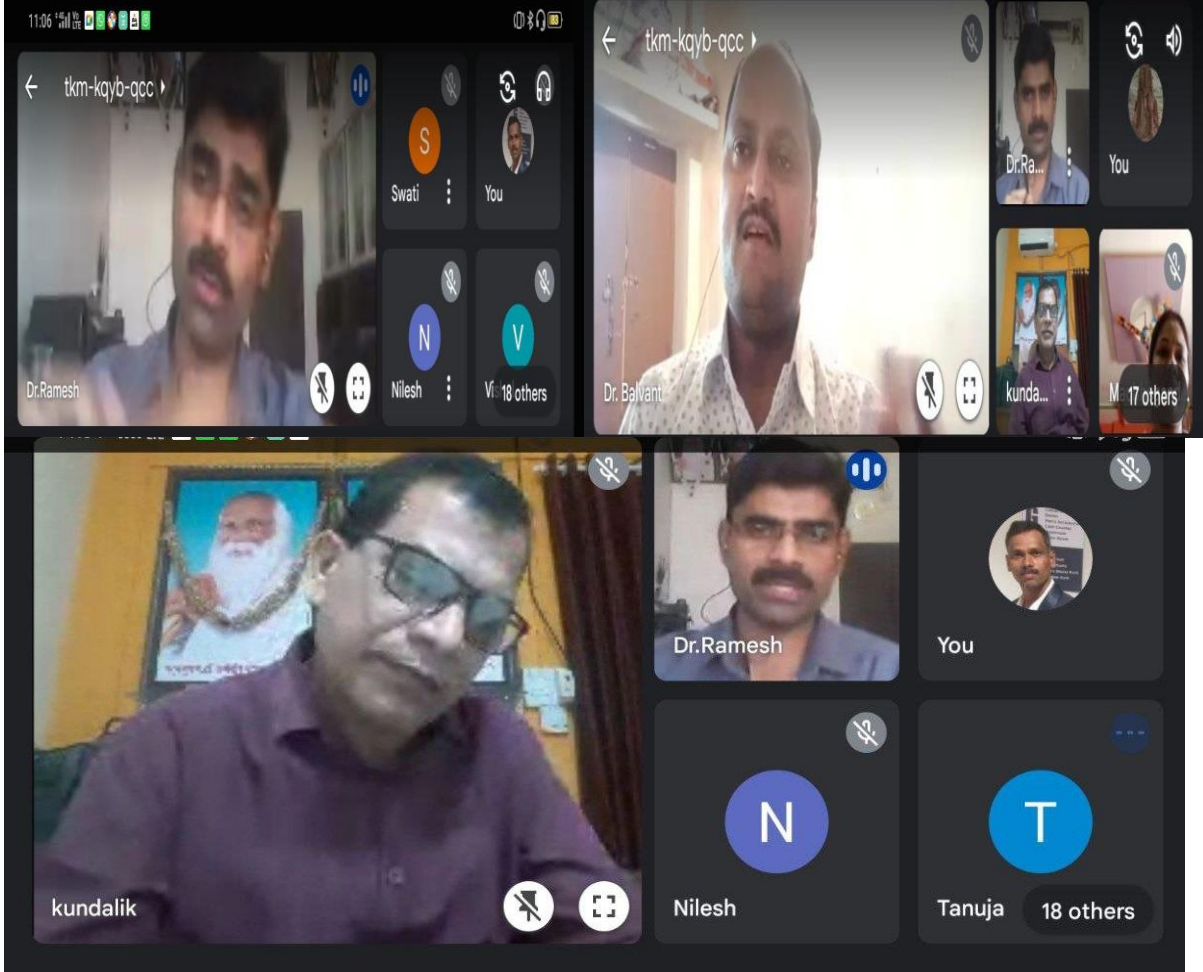 11:06
tkm-kqyb-qcc
S
Swati
You
N
Nilesh
V
18 others
Dr.Ramesh
tkm-kqyb-qcc
Dr. Balvant
Dr.Ra...
You
kunda...
M
17 others
kundalik
Dr.Ramesh
You
N
Nilesh
T
Tanuja
18 others